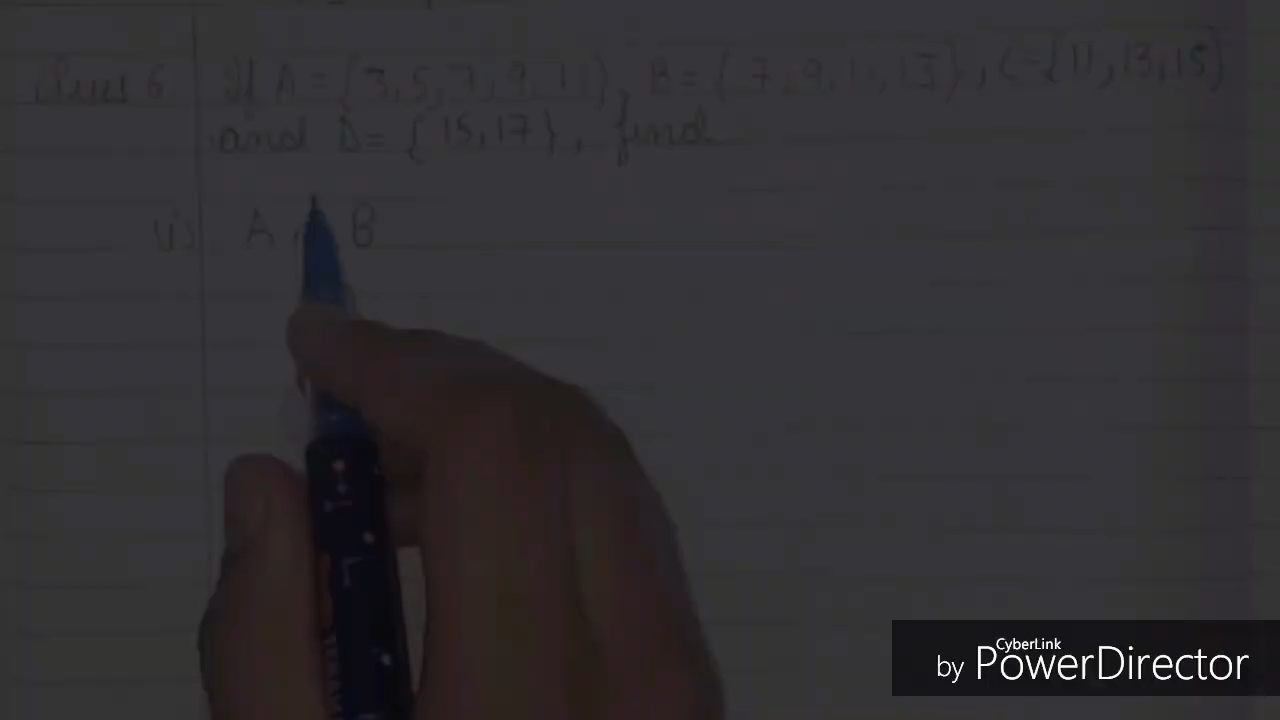 Ques 6 If A = {3, 5, 7, 9, 11}, B = {7, 9, 11, 13}, C = {11, 13, 15}
and D = {15, 17}, find
A B
CyberLink
by PowerDirector